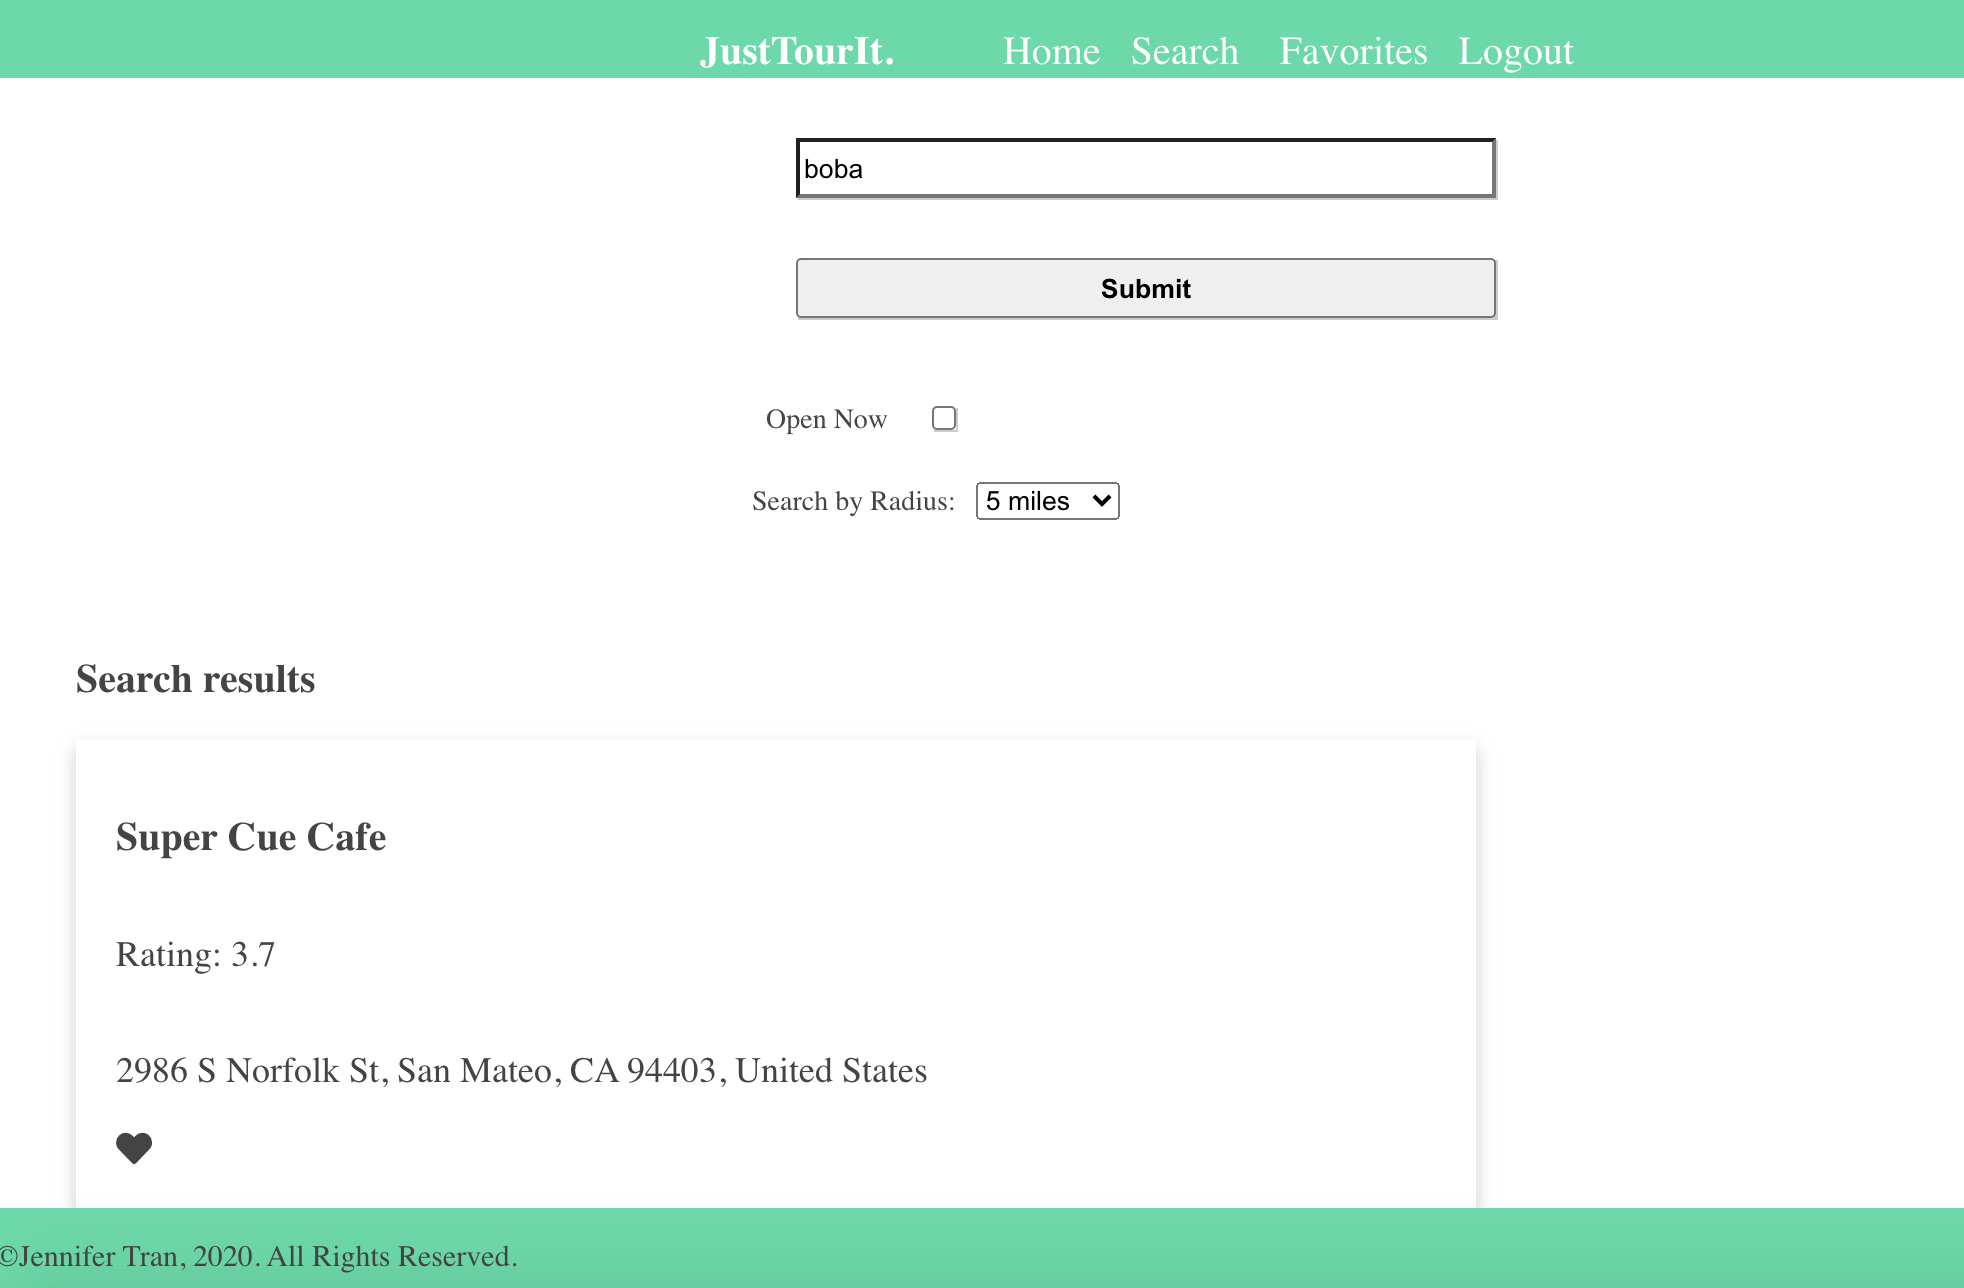 JustTourIt. Home Search Favorites Logout
boba
Submit
Open Now
Search by Radius: 5 miles
Search results
Super Cue Cafe
Rating: 3.7
2986 S Norfolk St, San Mateo, CA 94403, United States
©Jennifer Tran, 2020. All Rights Reserved.